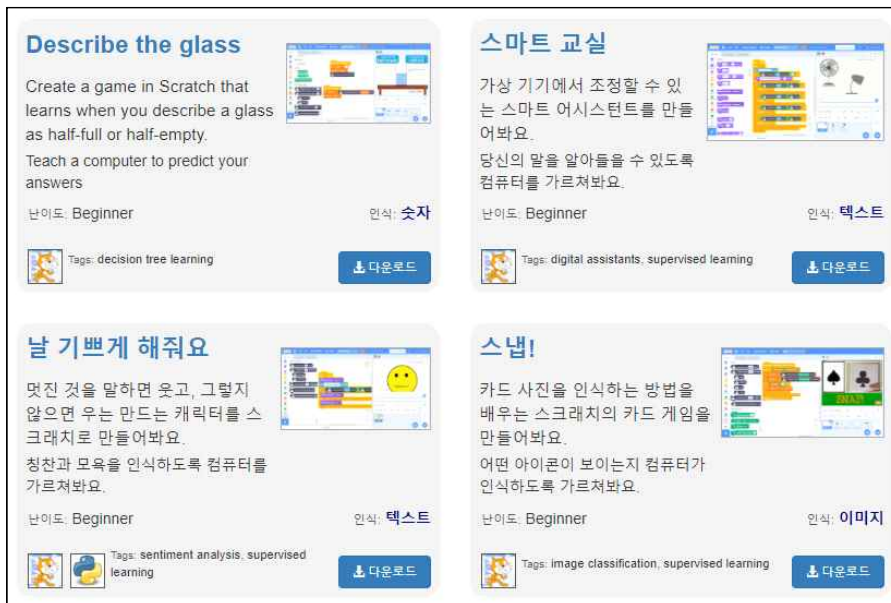 Describe the glass
Create a game in Scratch that
learns when you describe a glass
as half-full or half-empty.
Teach a computer to predict your
answers
난이도: Beginner
인식: 숫자
Tags: decision tree learning
다운로드
스마트 교실
가상 기기에서 조정할 수 있
는 스마트 어시스턴트를 만들
어봐요.
당신의 말을 알아들을 수 있도록
컴퓨터를 가르쳐봐요.
난이도: Beginner
인식: 텍스트
Tags: digital assistants, supervised learning
다운로드
날 기쁘게 해줘요
멋진 것을 말하면 웃고, 그렇지
않으면 우는 만드는 캐릭터를 스
크래치로 만들어봐요.
칭찬과 모욕을 인식하도록 컴퓨터를
가르쳐봐요.
난이도: Beginner
인식: 텍스트
Tags: sentiment analysis, supervised
learning
다운로드
스냅!
카드 사진을 인식하는 방법을
배우는 스크래치의 카드 게임을
만들어봐요.
어떤 아이콘이 보이는지 컴퓨터가
인식하도록 가르쳐봐요.
SNAP!
난이도: Beginner
인식: 이미지
Tags: image classification, supervised learning
다운로드